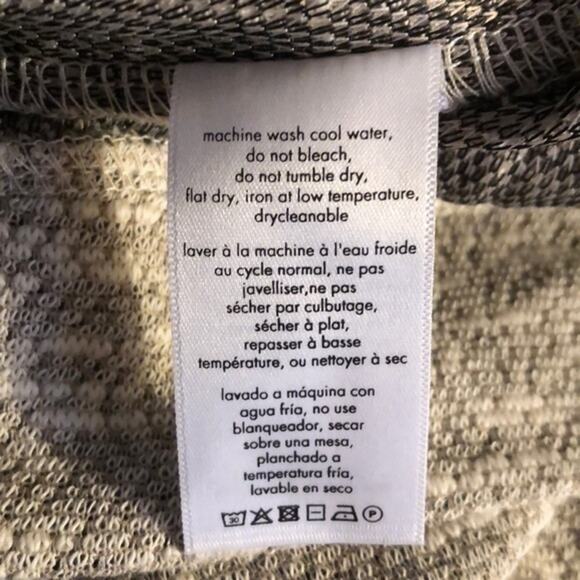 machine wash cool water,
do not bleach,
do not tumble dry,
flat dry, iron at low temperature,
drycleanable
laver à la machine à l'eau froide
au cycle normal, ne pas
javelliser,ne pas
sécher par culbutage,
sécher à plat,
repasser à basse
température, ou nettoyer à sec
lavado a máquina con
agua fría, no use
blanqueador, secar
sobre una mesa,
planchado a
temperatura fría,
lavable en seco
30 P